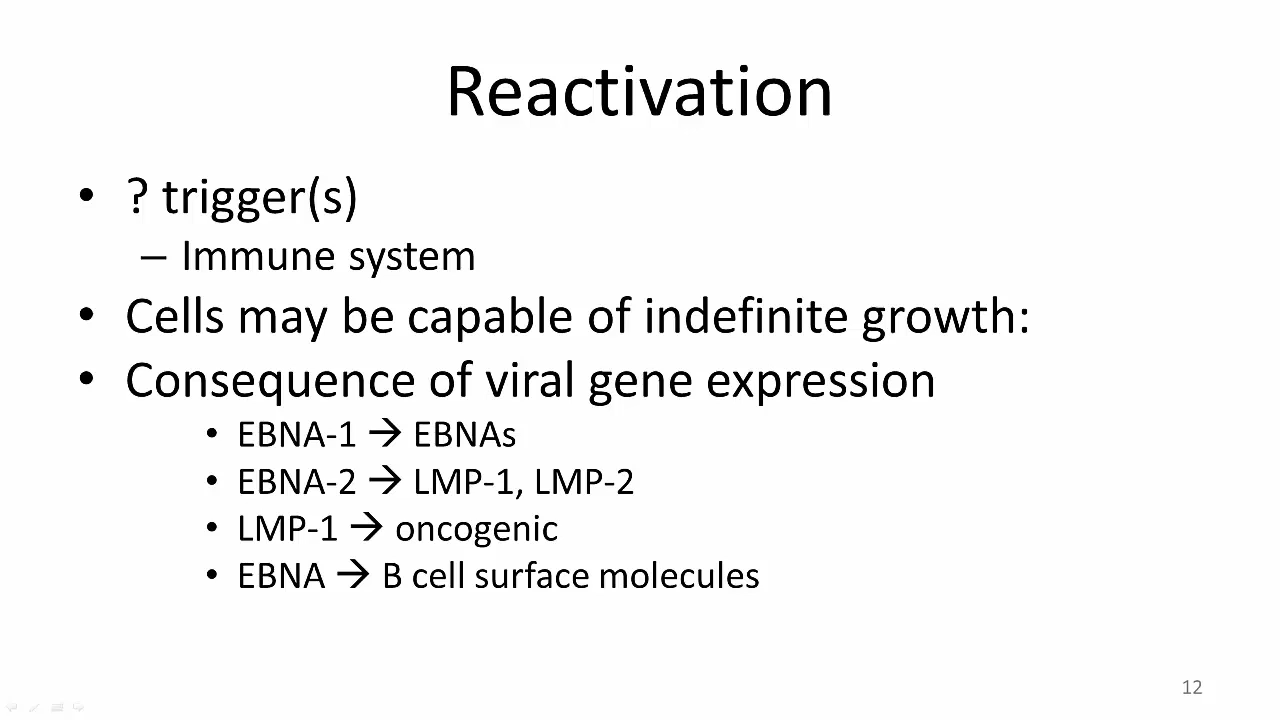 Reactivation
• ? trigger(s)
– Immune system
• Cells may be capable of indefinite growth:
• Consequence of viral gene expression
• EBNA-1 → EBNAs
• EBNA-2 → LMP-1, LMP-2
• LMP-1 → oncogenic
• EBNA → B cell surface molecules
12